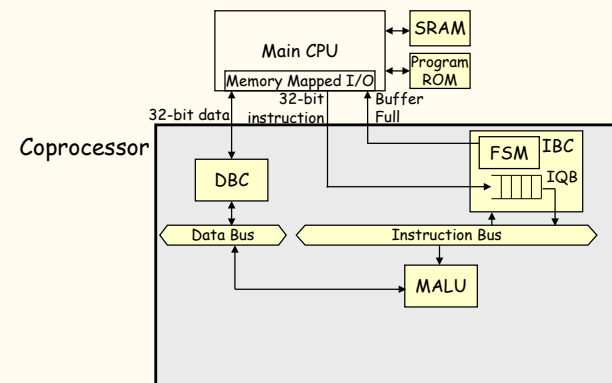 SRAM
Main CPU
Program
ROM
Memory Mapped I/O
32-bit data
32-bit
instruction
Buffer
Full
Coprocessor
FSM
IBC
IQB
DBC
Data Bus
Instruction Bus
MALU